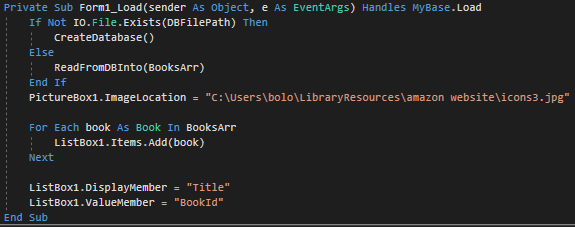 Private Sub Form1_Load(sender As Object, e As EventArgs) Handles MyBase.Load
    If Not IO.File.Exists(DBFilePath) Then
        CreateDatabase()
    Else
        ReadFromDBInto(BooksArr)
    End If
    PictureBox1.ImageLocation = "C:\Users\bolo\LibraryResources\amazon website\icons3.jpg"

    For Each book As Book In BooksArr
        ListBox1.Items.Add(book)
    Next

    ListBox1.DisplayMember = "Title"
    ListBox1.ValueMember = "BookId"
End Sub